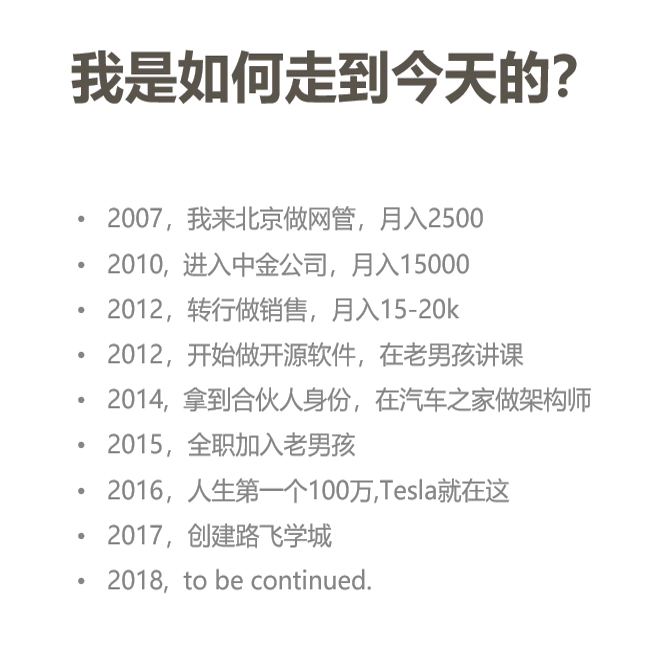 我是如何走到今天的？
• 2007，我来北京做网管，月入2500
• 2010, 进入中金公司，月入15000
• 2012，转行做销售，月入15-20k
• 2012，开始做开源软件，在老男孩讲课
• 2014, 拿到合伙人身份，在汽车之家做架构师
• 2015，全职加入老男孩
• 2016，人生第一个100万,Tesla就在这
• 2017，创建路飞学城
• 2018, to be continued.